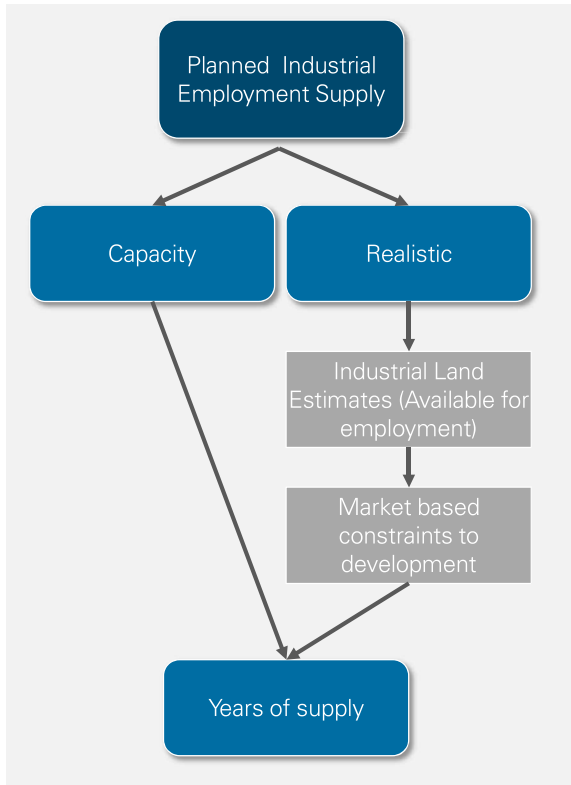 Planned  Industrial
Employment Supply
Capacity
Realistic
Industrial Land
Estimates (Available for
employment)
Market based
constraints to
development
Years of supply